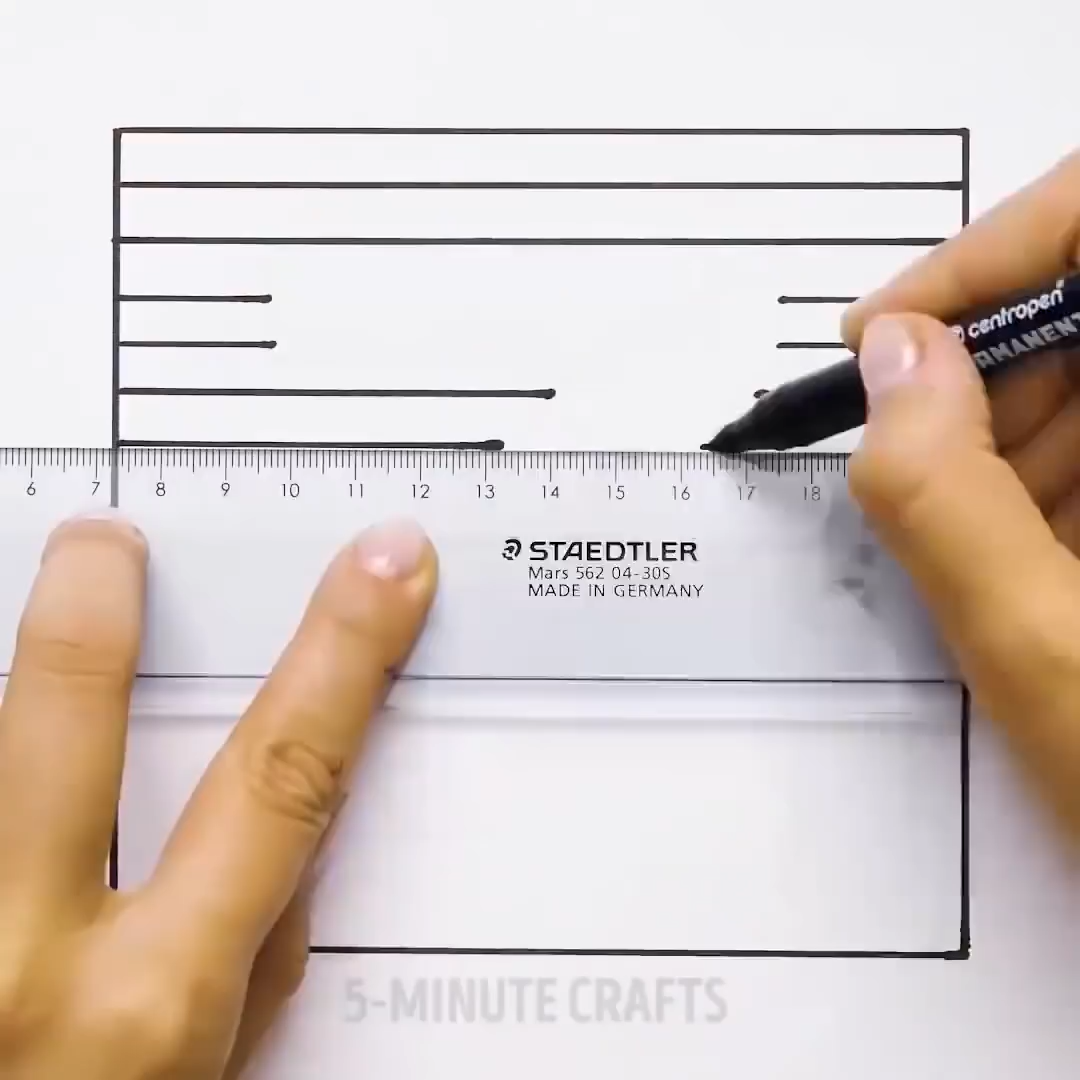 centropen
6 7 8 9 10 11 12 13 14 15 16 17 18
STAEDTLER
Mars 562 04-30S
MADE IN GERMANY
5-MINUTE CRAFTS